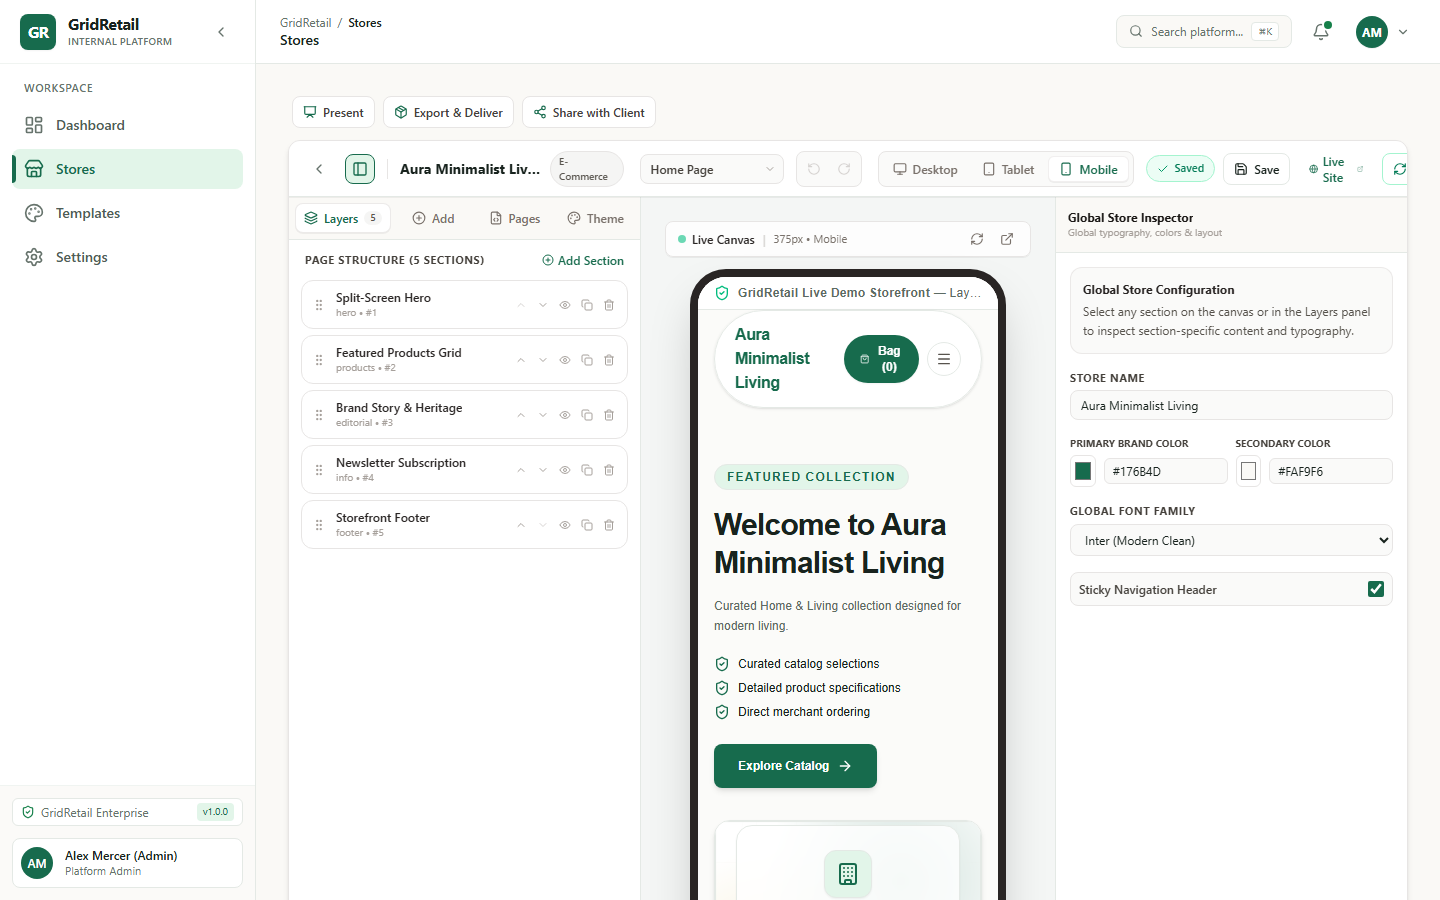 GR
GridRetail
INTERNAL PLATFORM
WORKSPACE
Dashboard
Stores
Templates
Settings
GridRetail Enterprise
v1.0.0
AM
Alex Mercer (Admin)
Platform Admin
GridRetail / Stores
Stores
Search platform...
⌘K
AM
Present
Export & Deliver
Share with Client
Aura Minimalist Liv...
E-
Commerce
Home Page
Desktop
Tablet
Mobile
Saved
Save
Live
Site
Layers
5
Add
Pages
Theme
PAGE STRUCTURE (5 SECTIONS)
Add Section
Split-Screen Hero
hero • #1
Featured Products Grid
products • #2
Brand Story & Heritage
editorial • #3
Newsletter Subscription
info • #4
Storefront Footer
footer • #5
Live Canvas | 375px • Mobile
GridRetail Live Demo Storefront — Lay...
Aura
Minimalist
Living
Bag
(0)
FEATURED COLLECTION
Welcome to Aura
Minimalist Living
Curated Home & Living collection designed for
modern living.
Curated catalog selections
Detailed product specifications
Direct merchant ordering
Explore Catalog
Global Store Inspector
Global typography, colors & layout
Global Store Configuration
Select any section on the canvas or in the Layers panel
to inspect section-specific content and typography.
STORE NAME
Aura Minimalist Living
PRIMARY BRAND COLOR
SECONDARY COLOR
#176B4D
#FAF9F6
GLOBAL FONT FAMILY
Inter (Modern Clean)
Sticky Navigation Header